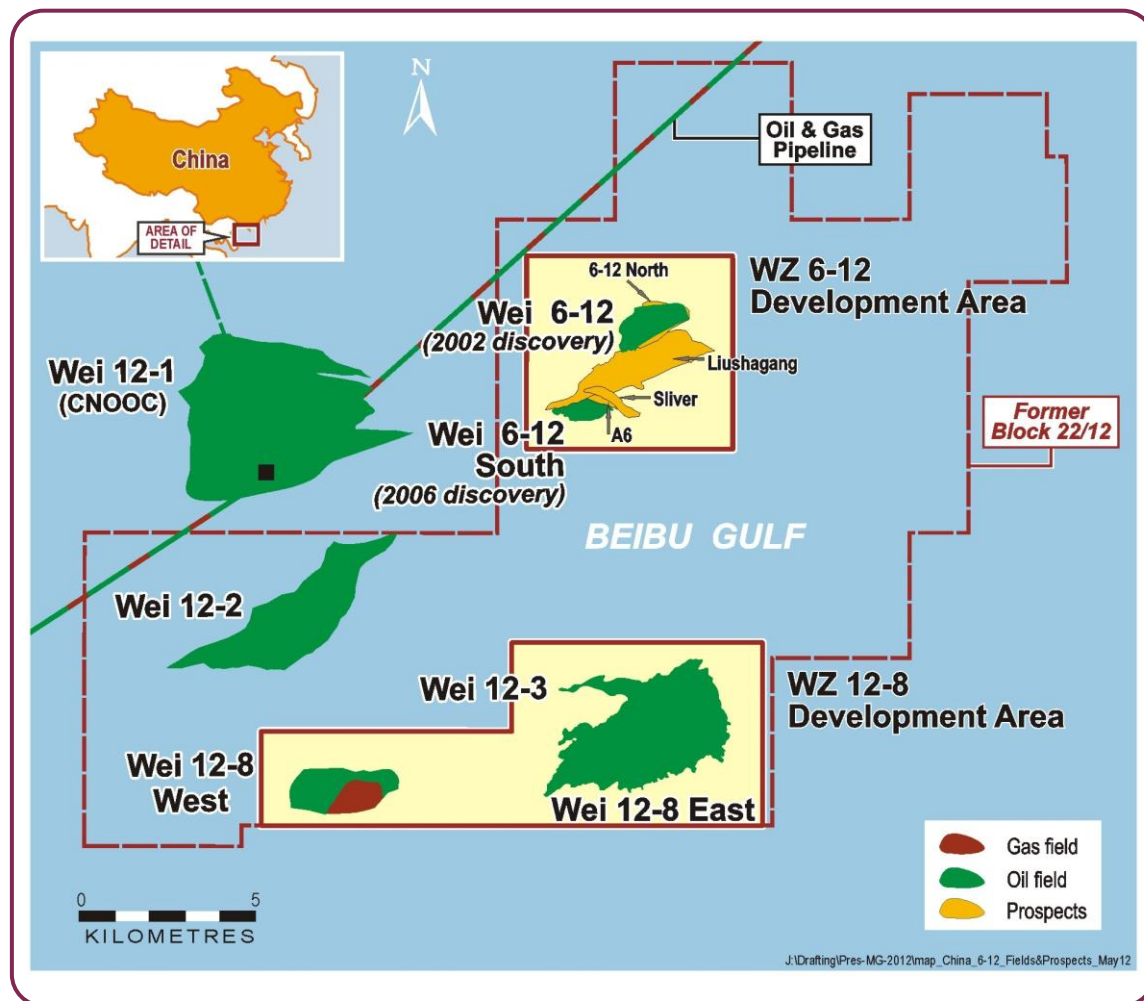 N
China
AREA OF
DETAIL
Oil & Gas
Pipeline
6-12 North
WZ 6-12
Development Area
Wei 6-12
(2002 discovery)
Liushagang
Wei 12-1
(CNOOC)
Sliver
A6
Wei 6-12
South
(2006 discovery)
Former
Block 22/12
BEIBU GULF
Wei 12-2
Wei 12-3
WZ 12-8
Development Area
Wei 12-8
West
Wei 12-8 East
Gas field
Oil field
Prospects
0 5
KILOMETRES
J:\Drafting\Pres-MG-2012\map_China_6-12_Fields&Prospects_May12